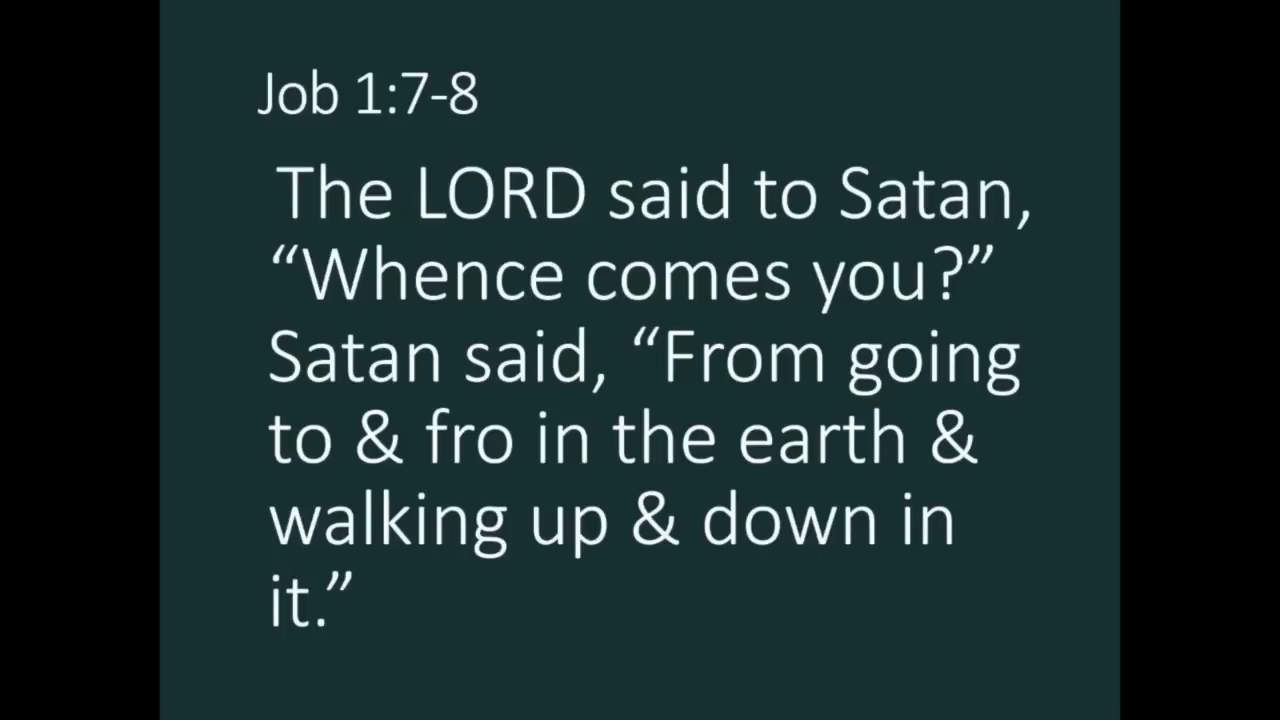 Job 1:7-8
The LORD said to Satan,
“Whence comes you?”
Satan said, “From going
to & fro in the earth &
walking up & down in
it.”